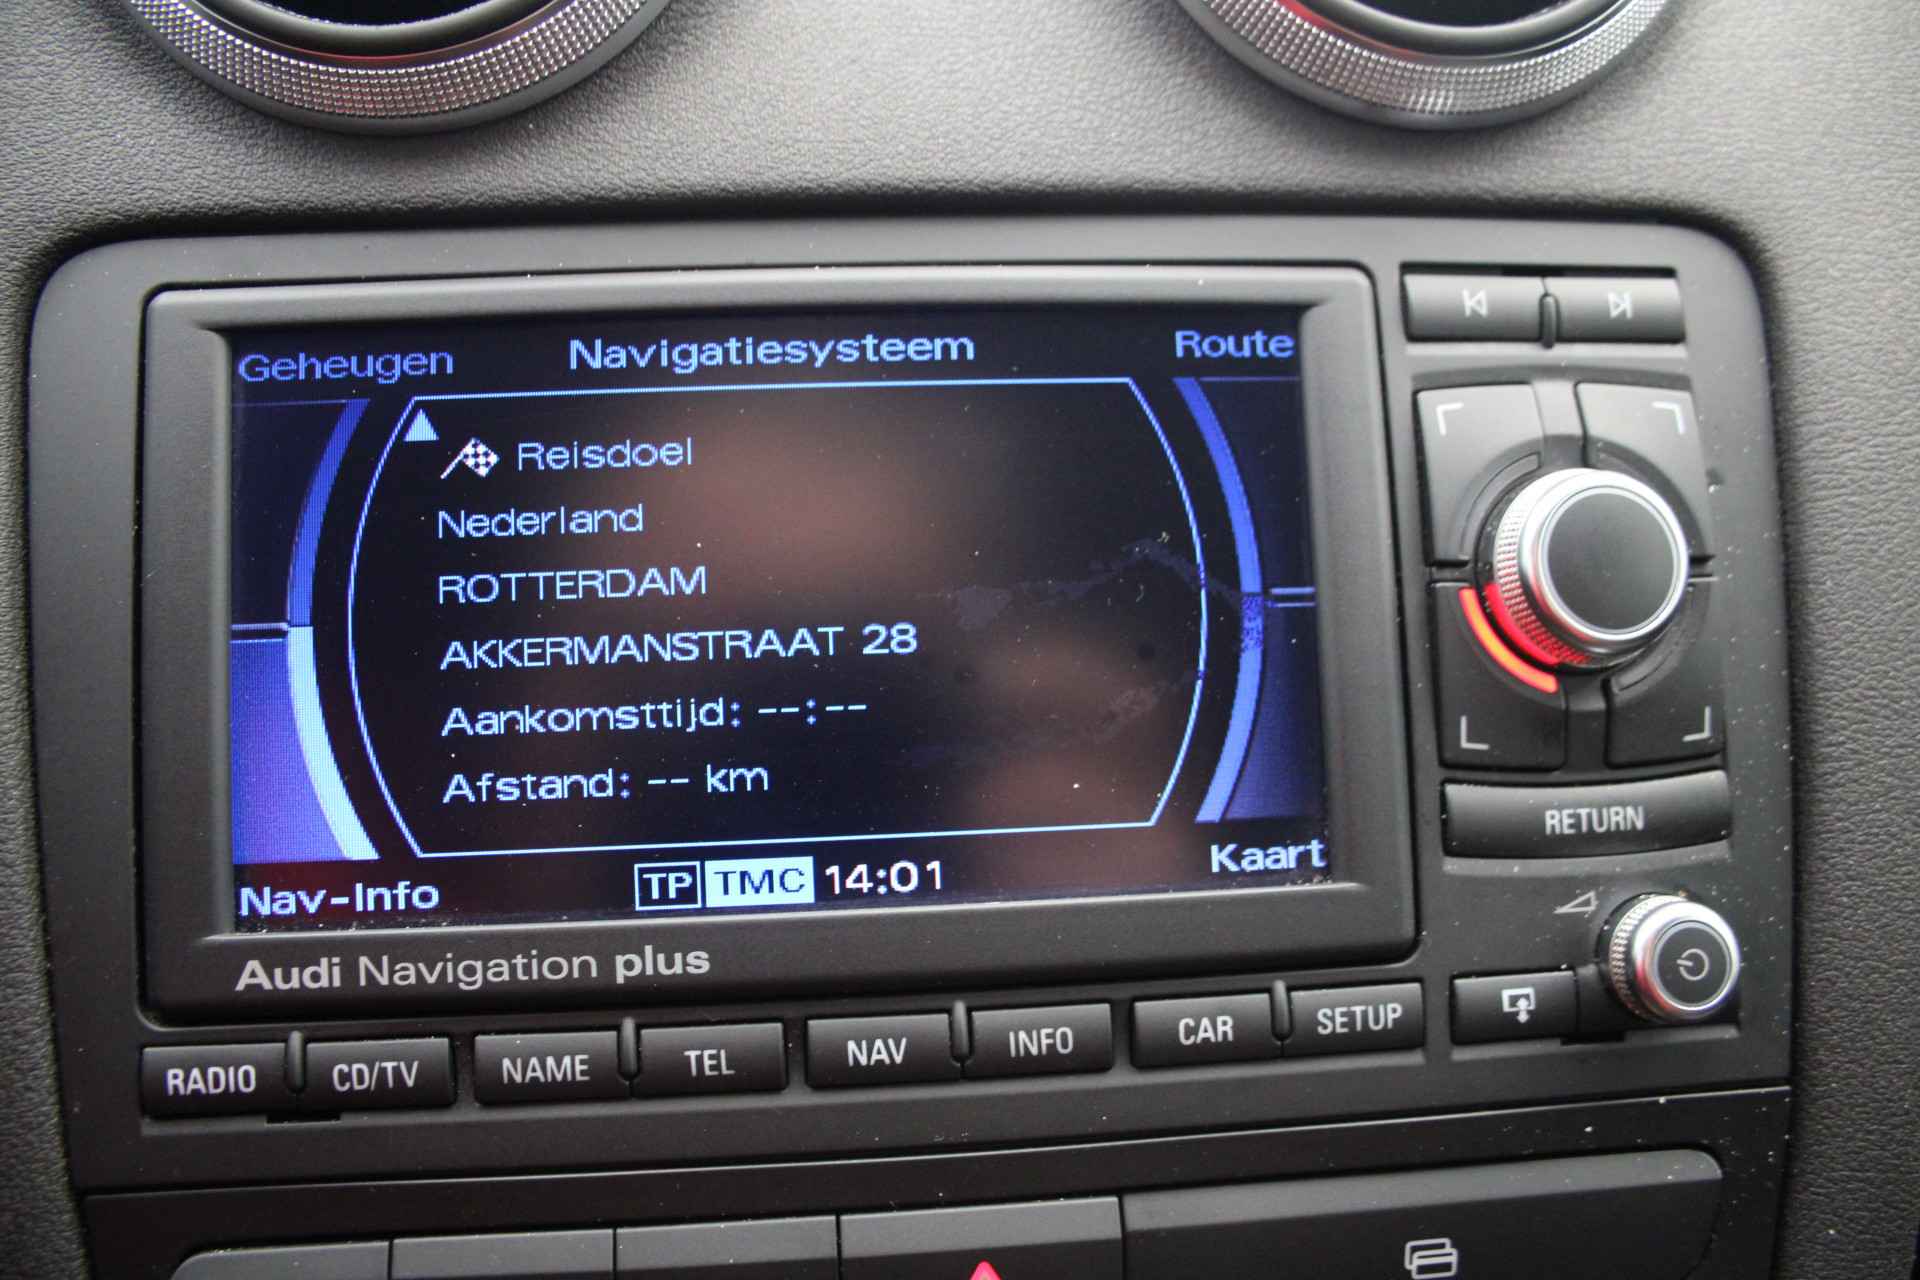 Geheugen Navigatiesysteem Route
Reisdoel
Nederland
ROTTERDAM
AKKERMANSTRAAT 28
Aankomsttijd: --:--
Afstand: -- km
Nav-Info TP TMC 14:01 Kaart
RETURN
Audi Navigation plus
RADIO CD/TV NAME TEL NAV INFO CAR SETUP